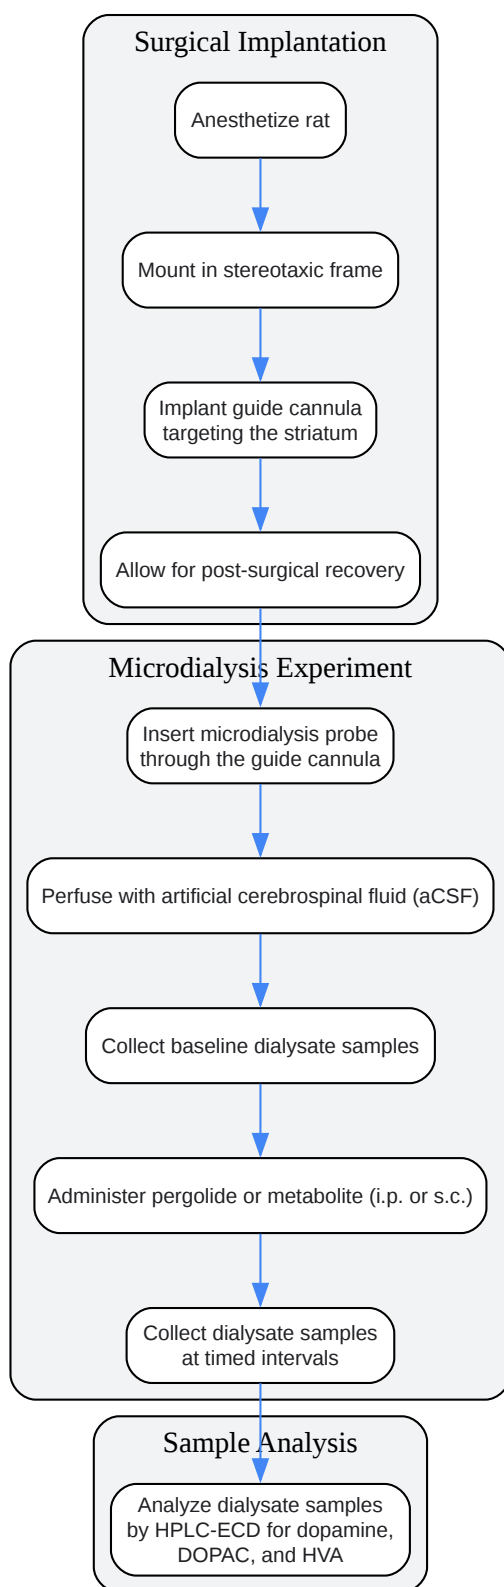 Surgical Implantation
Anesthetize rat
Mount in stereotaxic frame
Implant guide cannula
targeting the striatum
Allow for post-surgical recovery
Microdialysis Experiment
Insert microdialysis probe
through the guide cannula
Perfuse with artificial cerebrospinal fluid (aCSF)
Collect baseline dialysate samples
Administer pergolide or metabolite (i.p. or s.c.)
Collect dialysate samples
at timed intervals
Sample Analysis
Analyze dialysate samples
by HPLC-ECD for dopamine,
DOPAC, and HVA